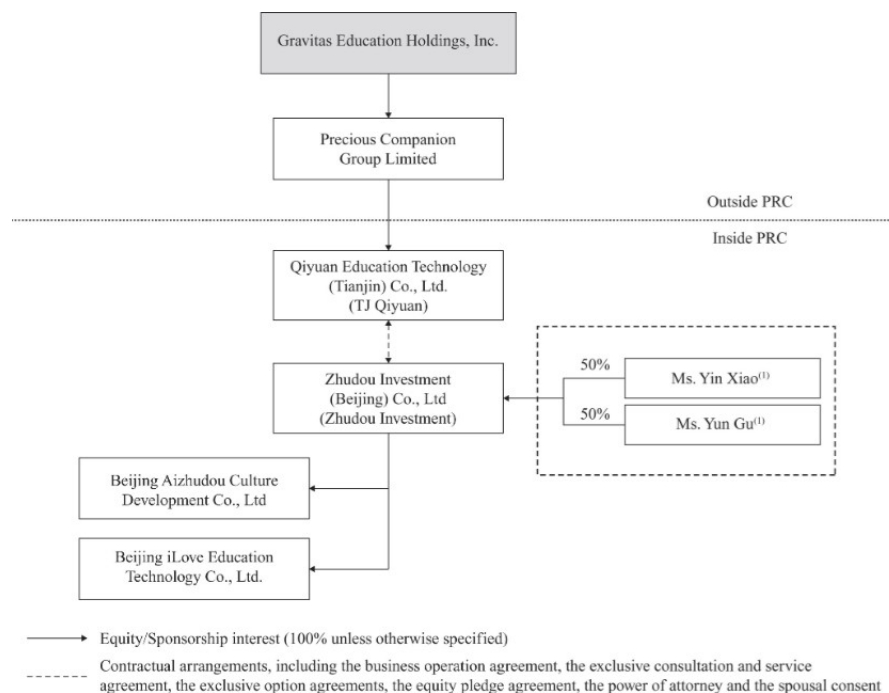 Gravitas Education Holdings, Inc.
Precious Companion
Group Limited
Outside PRC
Inside PRC
Qiyuan Education Technology
(Tianjin) Co., Ltd.
(TJ Qiyuan)
Zhudou Investment
(Beijing) Co., Ltd
(Zhudou Investment)
50%
Ms. Yin Xiao(1)
50%
Ms. Yun Gu(1)
Beijing Aizhudou Culture
Development Co., Ltd
Beijing iLove Education
Technology Co., Ltd.
Equity/Sponsorship interest (100% unless otherwise specified)
Contractual arrangements, including the business operation agreement, the exclusive consultation and service
agreement, the exclusive option agreements, the equity pledge agreement, the power of attorney and the spousal consent